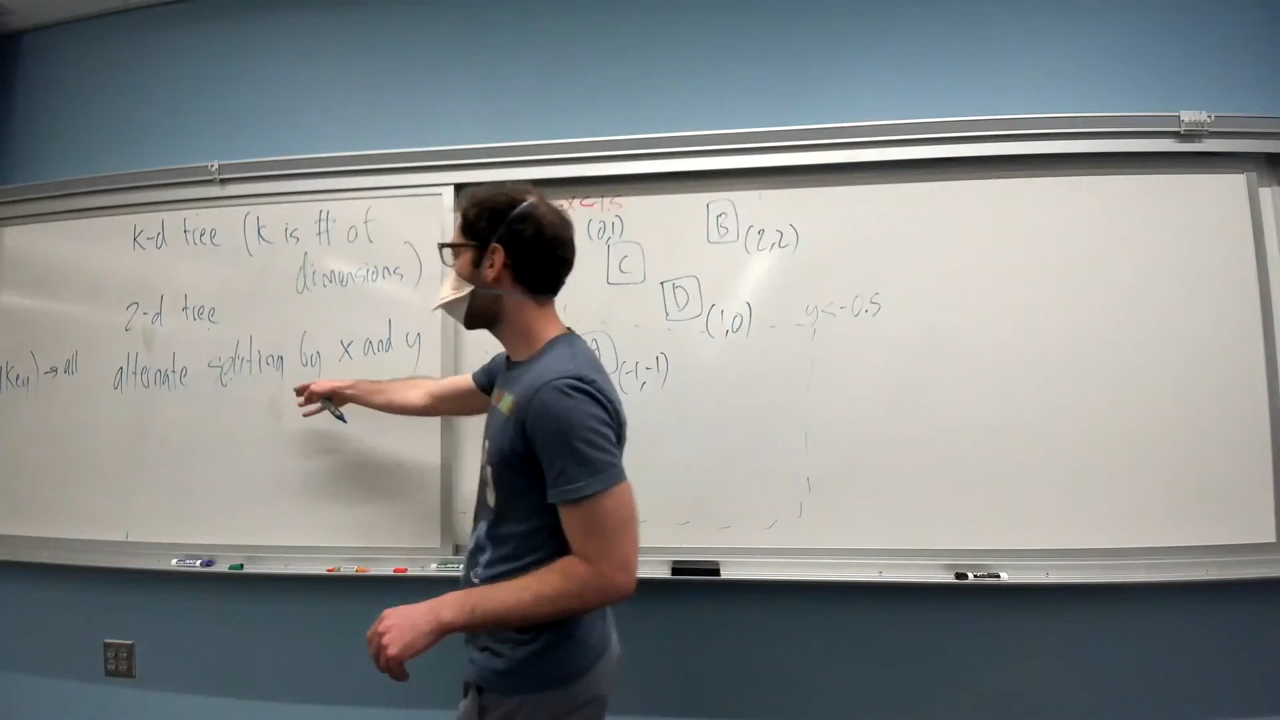 k-d tree (k is # of
dimensions)
2-d tree
alternate splitting by x and y
key) → all
(0,1)
C
B
(2,2)
D
(1,0)
y<-0.5
A
(-1,-1)